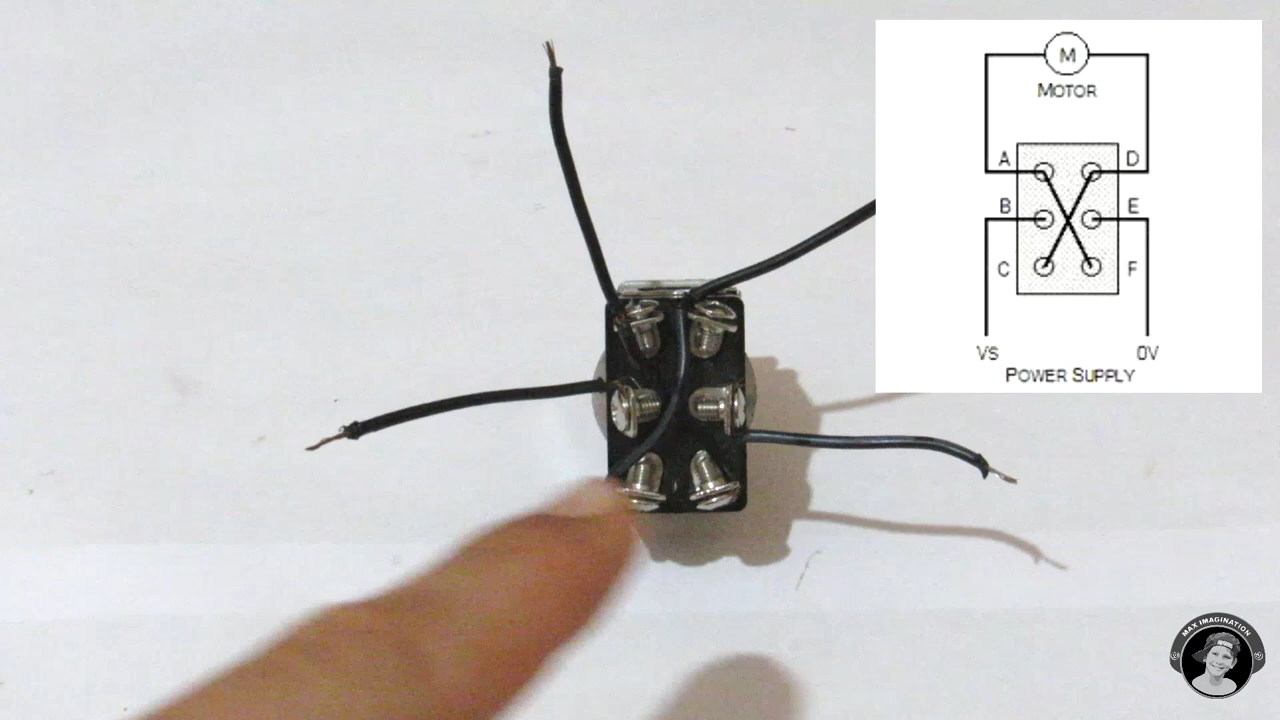 M
MOTOR
A D
B E
C F
VS 0V
POWER SUPPLY
MAX IMAGINATION